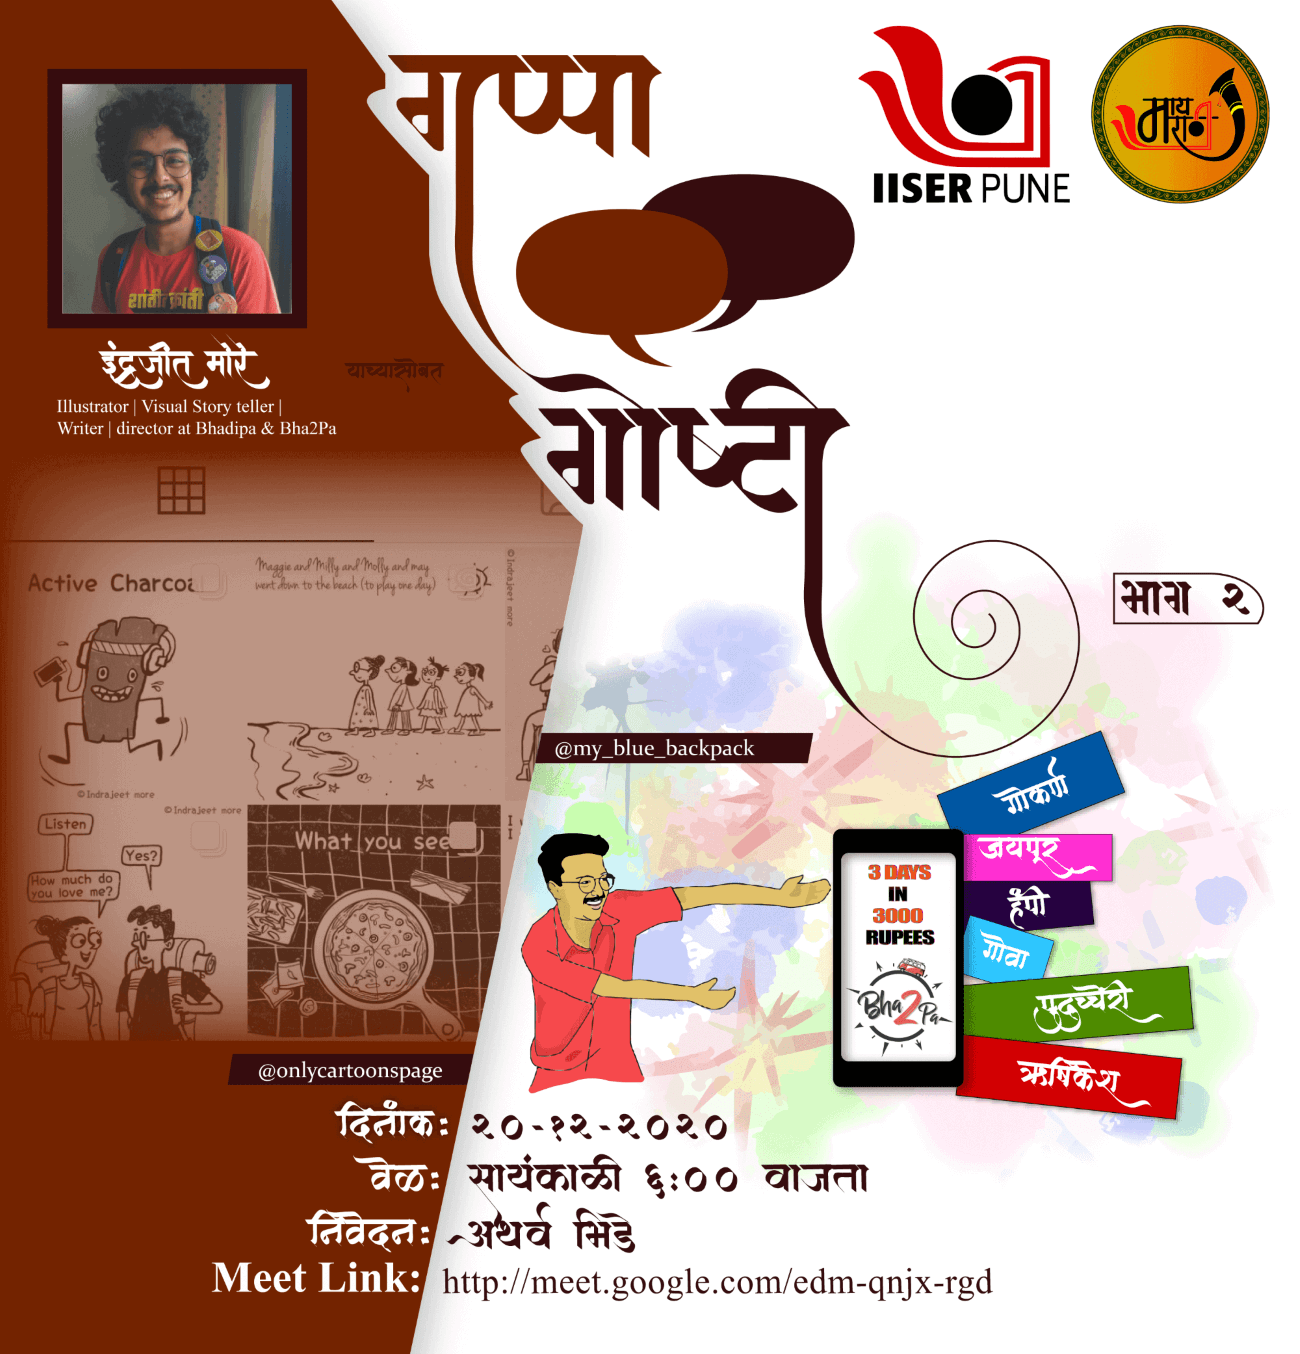 गप्पा
गोष्टी
IISER PUNE
माय
मराठी
शांती क्रांती
इंद्रजीत मोरे
याच्यासोबत
Illustrator | Visual Story teller |
Writer | director at Bhadipa & Bha2Pa
भाग २
Active Charcoa
Maggie and Milly and Molly and may
went down to the beach (to play one day)
© Indrajeet more
© Indrajeet more
© Indrajeet more
Listen
Yes?
How much do
you love me?
What you see
I
I
@my_blue_backpack
@onlycartoonspage
3 DAYS
IN
3000
RUPEES
Bha2Pa
गोकर्ण
जयपूर
हंपी
गोवा
पुदुच्चेरी
ऋषिकेश
दिनांक: २०-१२-२०२०
वेळ: सायंकाळी ६:०० वाजता
निवेदन: अथर्व भिडे
Meet Link: http://meet.google.com/edm-qnjx-rgd